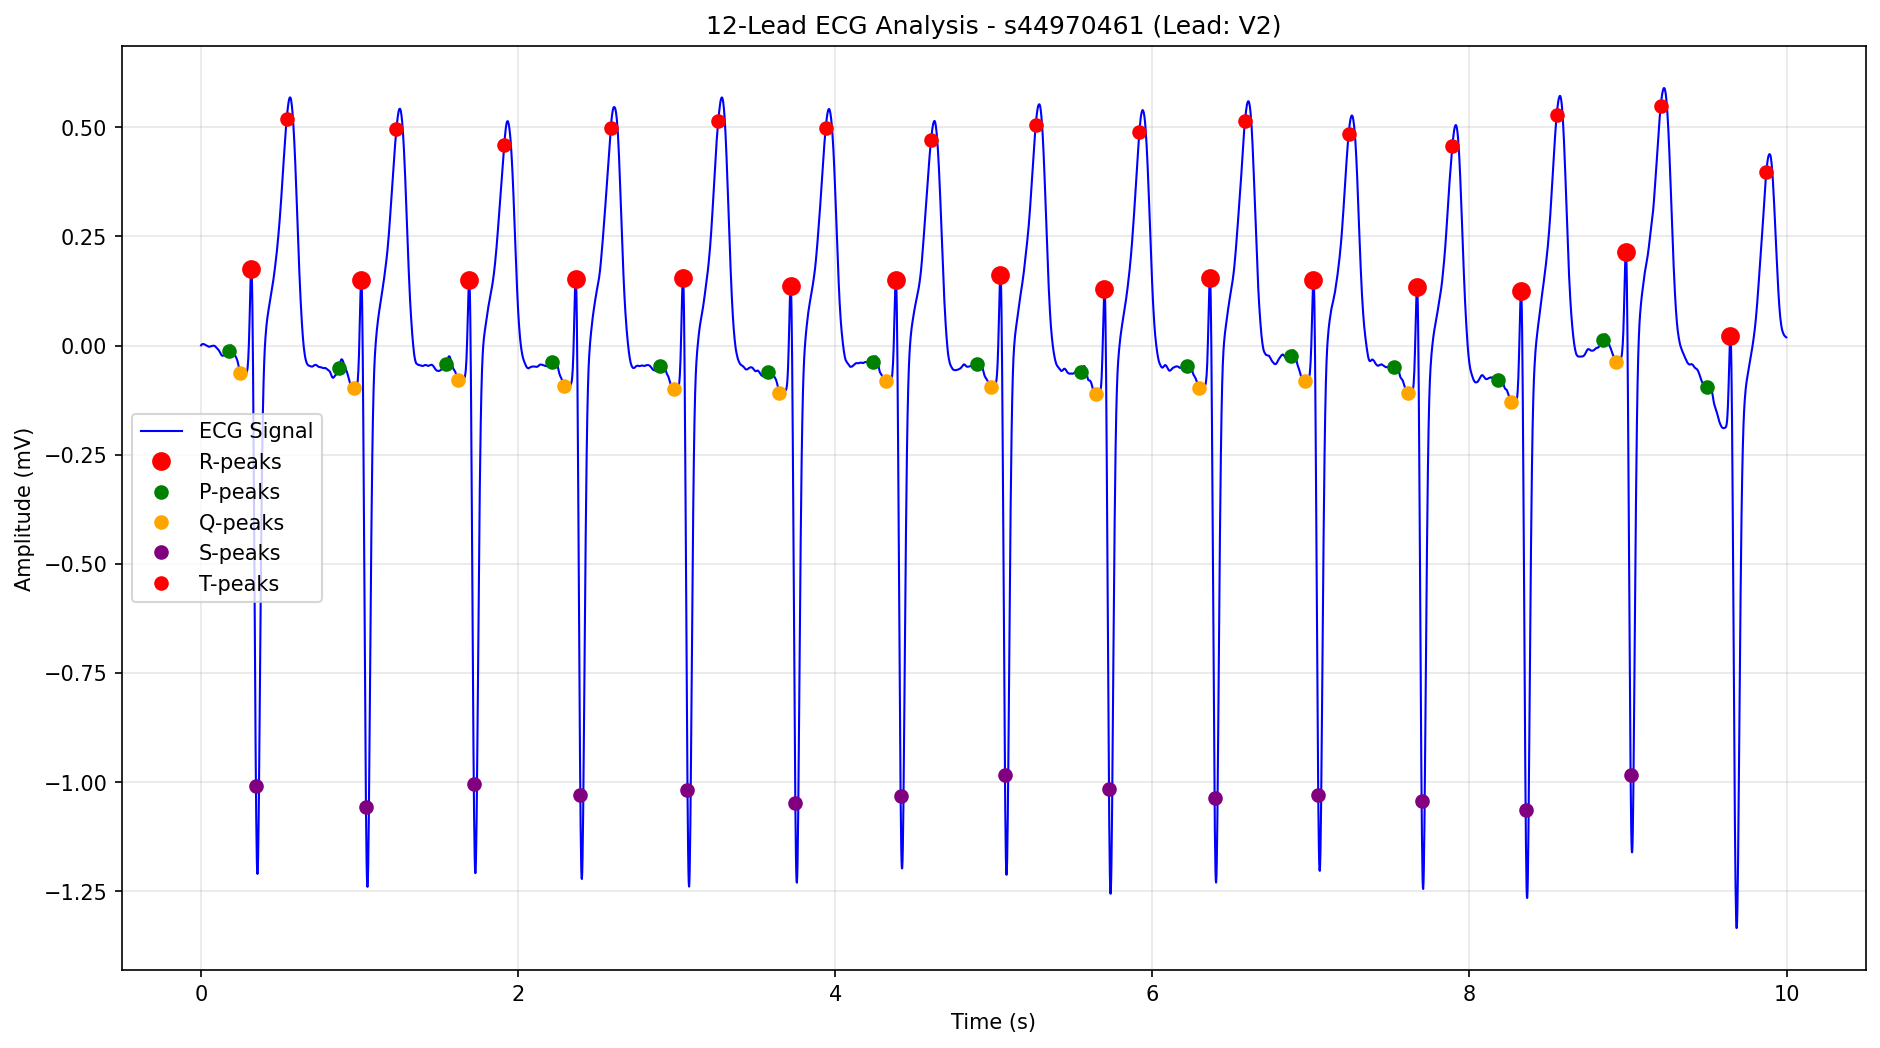 12-Lead ECG Analysis - s44970461 (Lead: V2)
Amplitude (mV)
0.50
0.25
0.00
−0.25
−0.50
−0.75
−1.00
−1.25
ECG Signal
R-peaks
P-peaks
Q-peaks
S-peaks
T-peaks
0 2 4 6 8 10
Time (s)